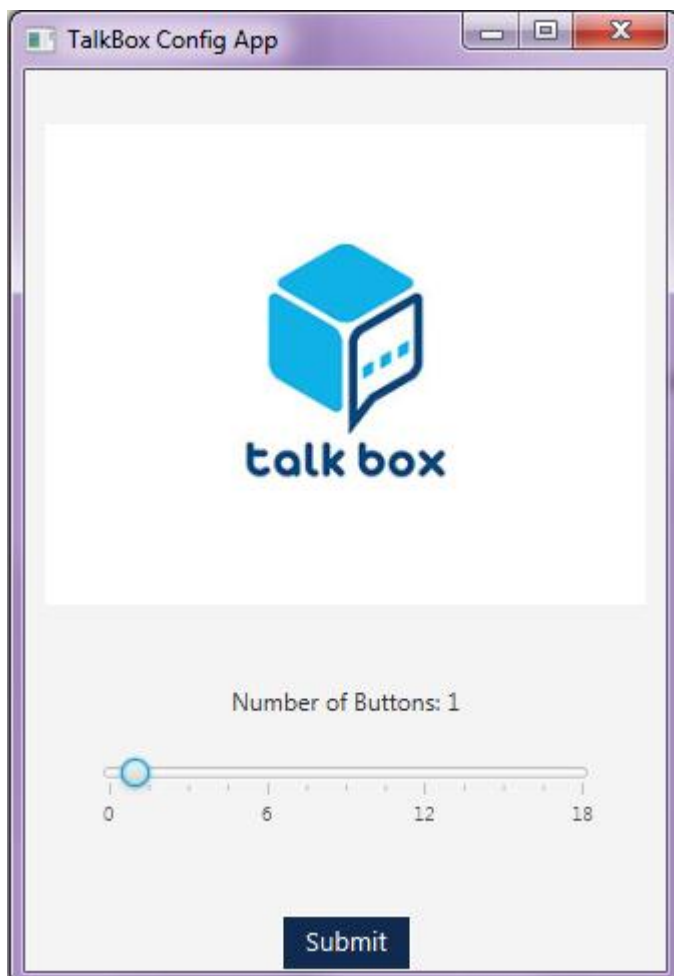 TalkBox Config App
talk box
Number of Buttons: 1
0 6 12 18
Submit